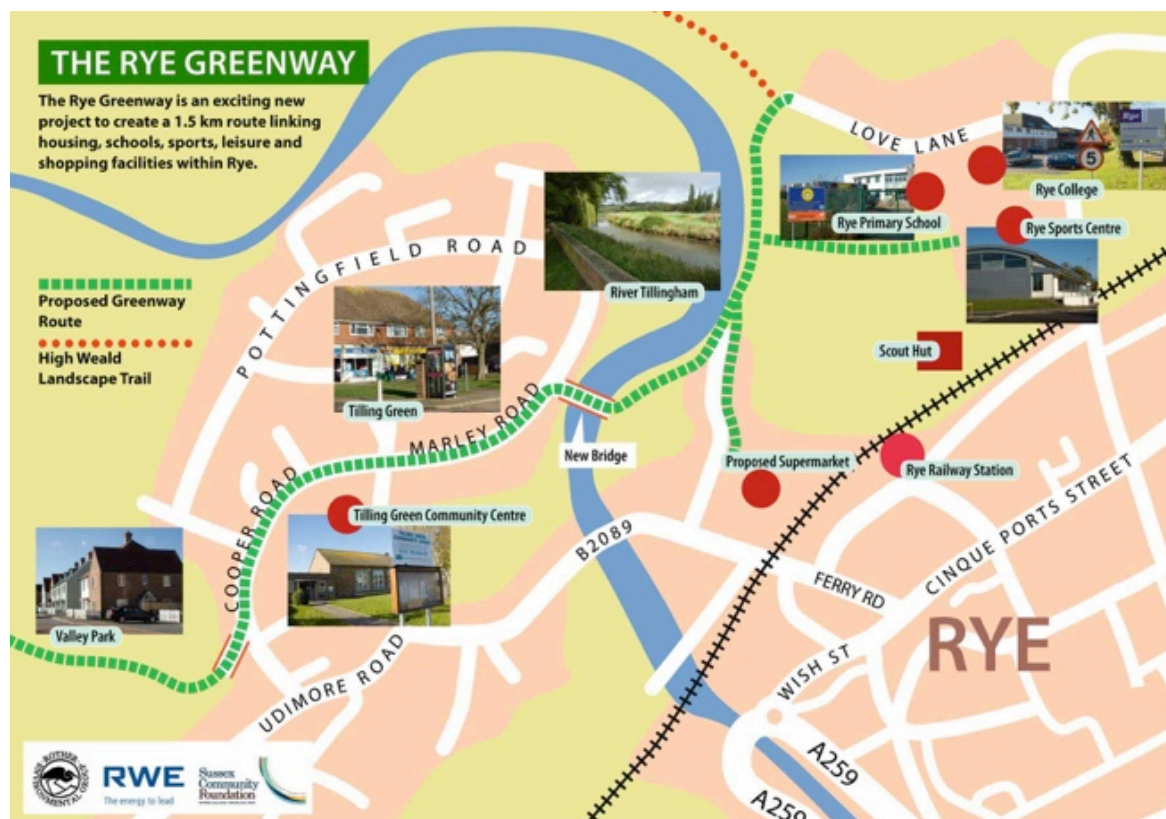 THE RYE GREENWAY
The Rye Greenway is an exciting new
project to create a 1.5 km route linking
housing, schools, sports, leisure and
shopping facilities within Rye.
LOVE LANE
Rye
5
Rye College
Rye Primary School
Rye Sports Centre
POTTINGFIELD ROAD
River Tillingham
Proposed Greenway
Route
High Weald
Landscape Trail
Scout Hut
Tilling Green
MARLEY ROAD
New Bridge
Proposed Supermarket
Rye Railway Station
COOPER ROAD
Tilling Green Community Centre
B2089
CINQUE PORTS STREET
FERRY RD
Valley Park
RYE
WISH ST
UDIMORE ROAD
A259
A259
RWE
The energy to lead
Sussex
Community
Foundation